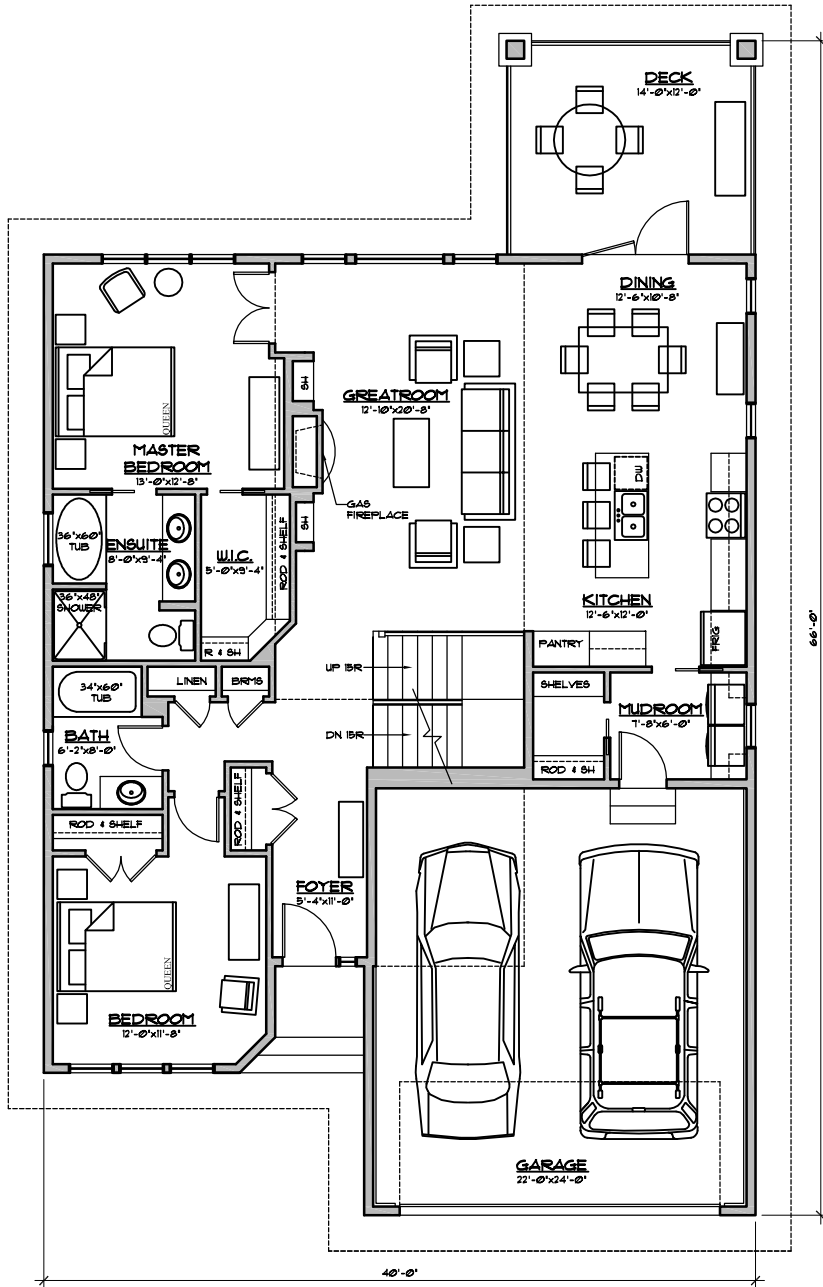 DECK
14'-0"x12'-0"
DINING
12'-6"x10'-8"
SH
GREATROOM
12'-10"x20'-8"
QUEEN
MASTER
BEDROOM
13'-0"x12'-8"
DW
GAS
FIREPLACE
SH
36"x60"
TUB
ENSUITE
8'-0"x9'-4"
W.I.C.
5'-0"x9'-4"
ROD & SHELF
36"x48"
SHOWER
KITCHEN
12'-6"x12'-0"
FRIG
R & SH
PANTRY
UP 15R
LINEN
BRMS
34"x60"
TUB
SHELVES
MUDROOM
7'-8"x6'-0"
BATH
6'-2"x8'-0"
DN 15R
ROD & SH
ROD & SHELF
ROD & SHELF
FOYER
5'-4"x11'-0"
QUEEN
BEDROOM
12'-0"x11'-8"
GARAGE
22'-0"x24'-0"
66'-0"
40'-0"